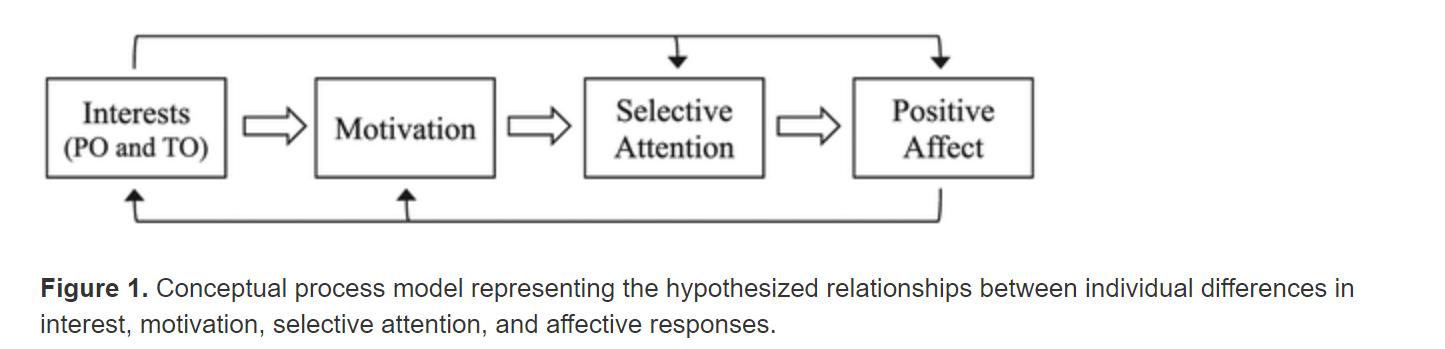 Interests
(PO and TO)
Motivation
Selective
Attention
Positive
Affect
Figure 1. Conceptual process model representing the hypothesized relationships between individual differences in
interest, motivation, selective attention, and affective responses.